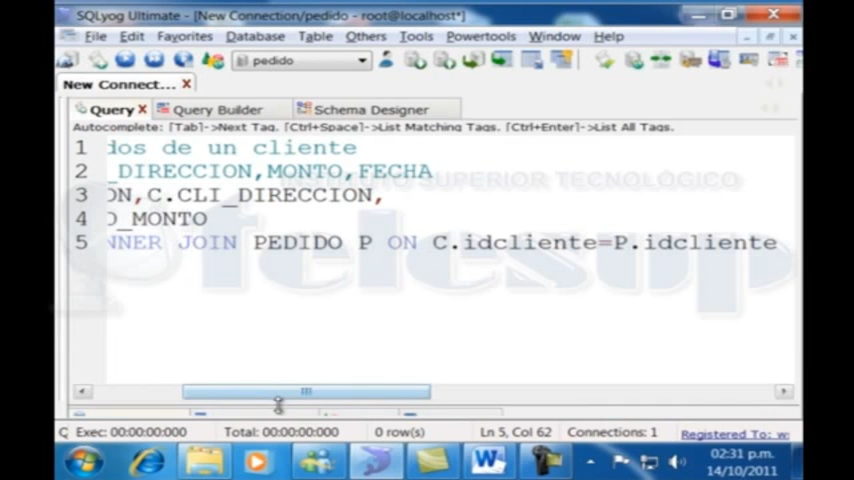 SQLyog Ultimate - [New Connection/pedido - root@localhost*]
File Edit Favorites Database Table Others Tools Powertools Window Help
pedido
New Connect... X
Query X Query Builder Schema Designer
Autocomplete: [Tab]->Next Tag. [Ctrl+Space]->List Matching Tags. [Ctrl+Enter]->List All Tags.
1 dos de un cliente
2 _DIRECCION,MONTO,FECHA
INSTITUTO SUPERIOR TECNOLÓGICO
3 ON,C.CLI_DIRECCION,
4 O_MONTO
5 NNER JOIN PEDIDO P ON C.idcliente=P.idcliente
telesup
Exec: 00:00:00:000 Total: 00:00:00:000 0 row(s) Ln 5, Col 62 Connections: 1 Registered To: w
02:31 p.m.
14/10/2011